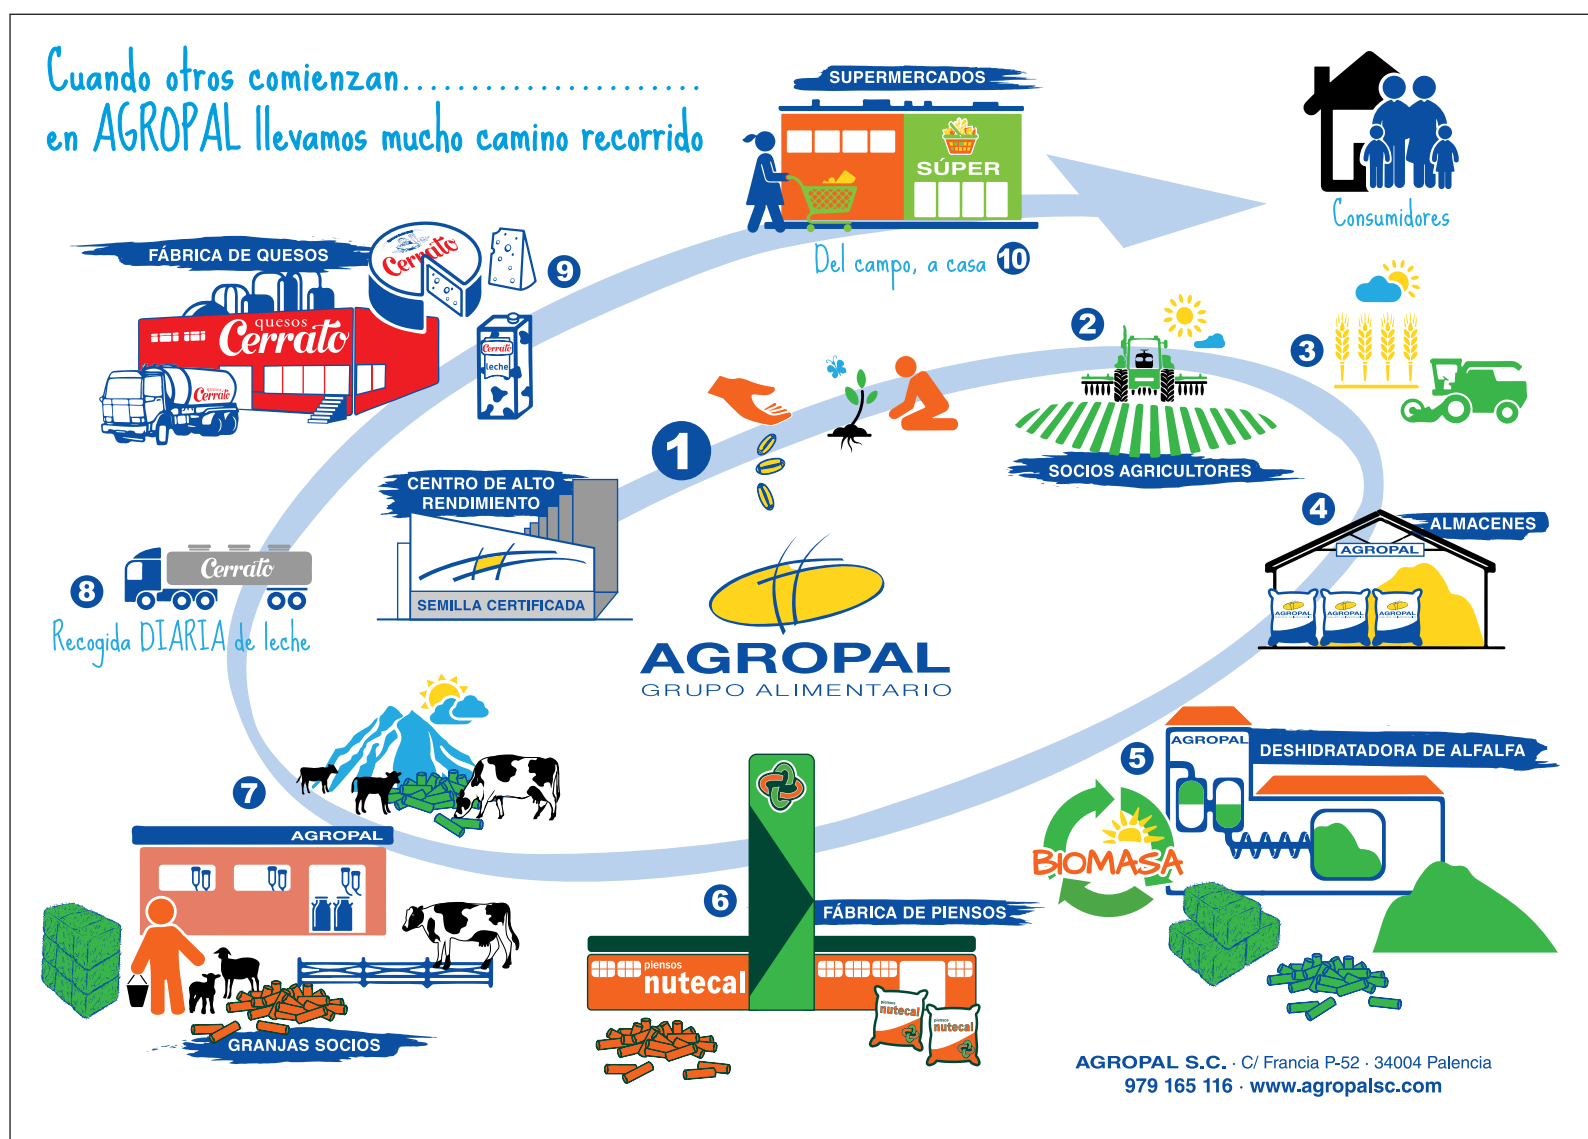 Cuando otros comienzan......................
en AGROPAL llevamos mucho camino recorrido
SUPERMERCADOS
SÚPER
Del campo, a casa 10
Consumidores
FÁBRICA DE QUESOS
Cerrato
9
quesos
Cerrato
quesos
Cerrato
Cerrato
leche
1
2
SOCIOS AGRICULTORES
3
CENTRO DE ALTO
RENDIMIENTO
SEMILLA CERTIFICADA
4
ALMACENES
AGROPAL
AGROPAL
AGROPAL
AGROPAL
8
Cerrato
Recogida DIARIA de leche
AGROPAL
GRUPO ALIMENTARIO
5
AGROPAL
DESHIDRATADORA DE ALFALFA
BIOMASA
7
AGROPAL
GRANJAS SOCIOS
6
FÁBRICA DE PIENSOS
piensos
nutecal
piensos
nutecal
piensos
nutecal
AGROPAL S.C. · C/ Francia P-52 · 34004 Palencia
979 165 116 · www.agropalsc.com